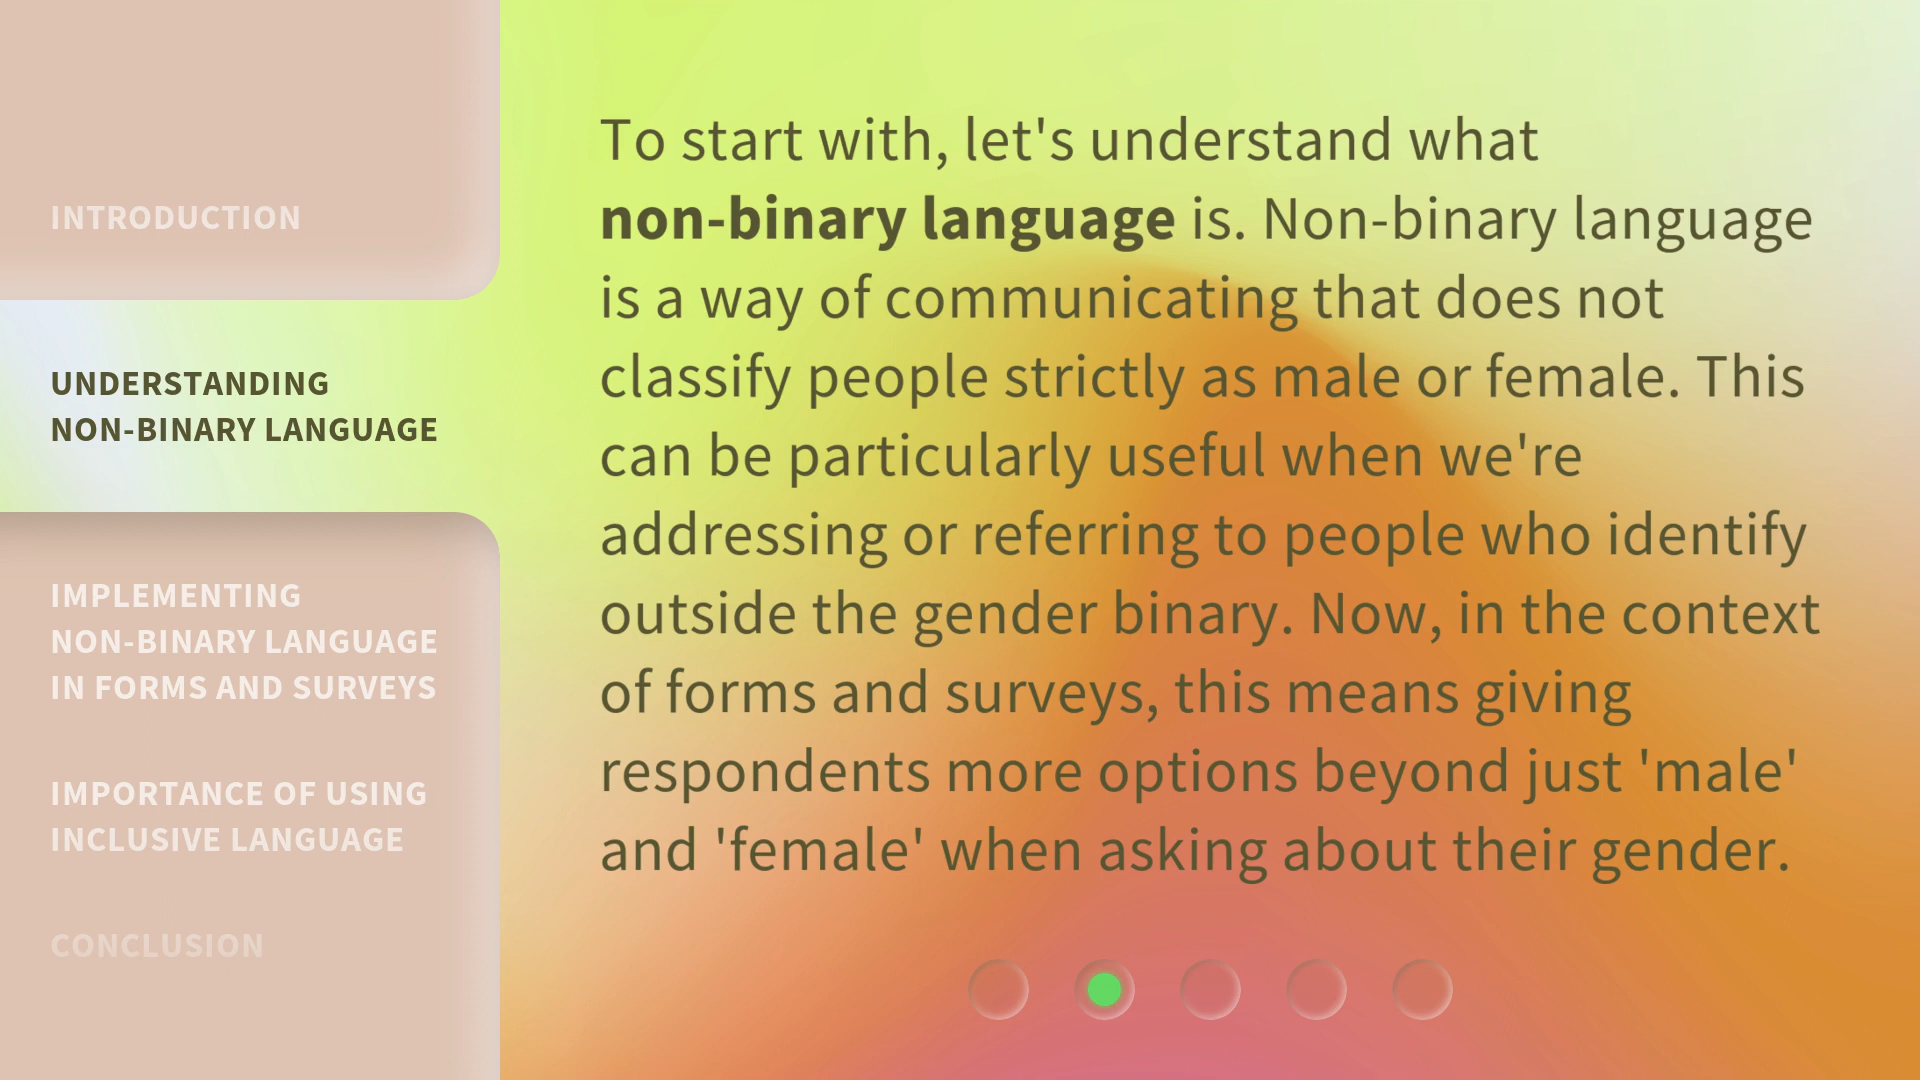 INTRODUCTION
UNDERSTANDING
NON-BINARY LANGUAGE
IMPLEMENTING
NON-BINARY LANGUAGE
IN FORMS AND SURVEYS
IMPORTANCE OF USING
INCLUSIVE LANGUAGE
CONCLUSION
To start with, let's understand what
non-binary language is. Non-binary language
is a way of communicating that does not
classify people strictly as male or female. This
can be particularly useful when we're
addressing or referring to people who identify
outside the gender binary. Now, in the context
of forms and surveys, this means giving
respondents more options beyond just 'male'
and 'female' when asking about their gender.